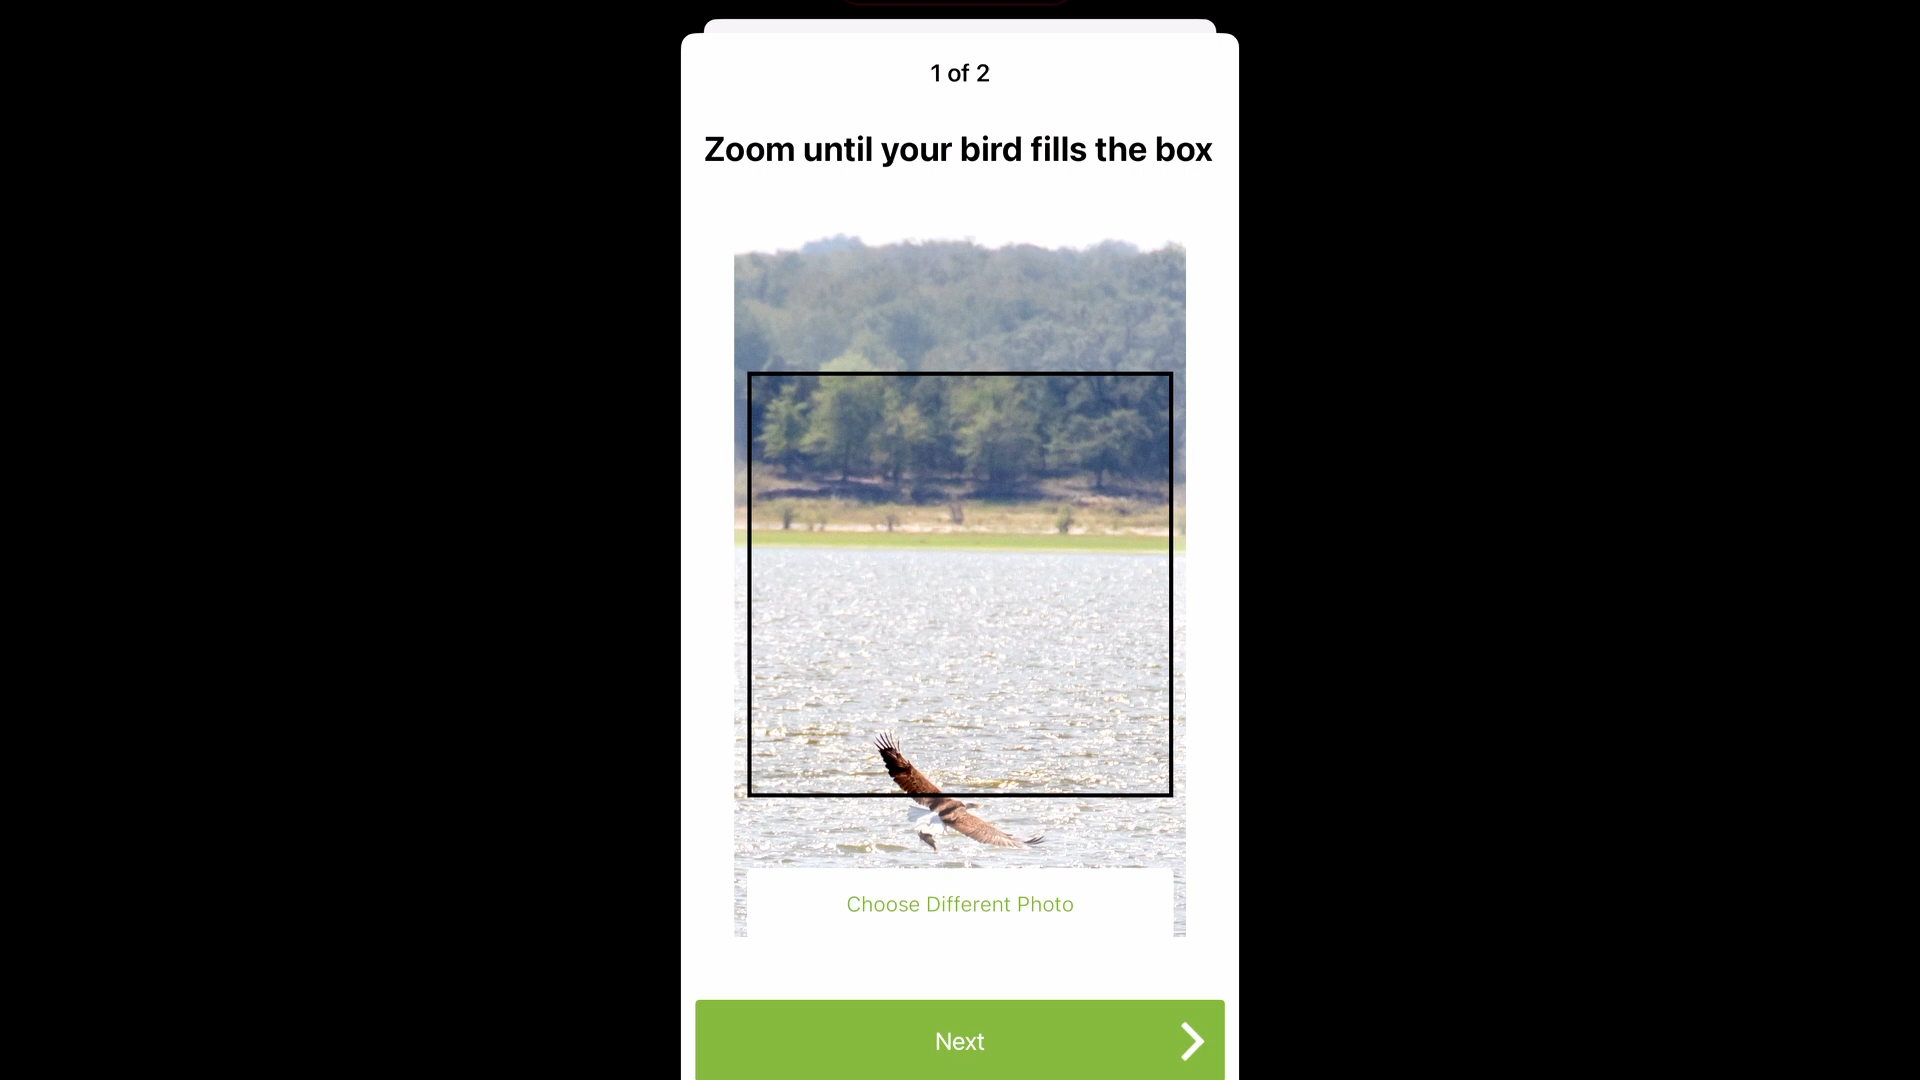 1 of 2
Zoom until your bird fills the box
Choose Different Photo
Next